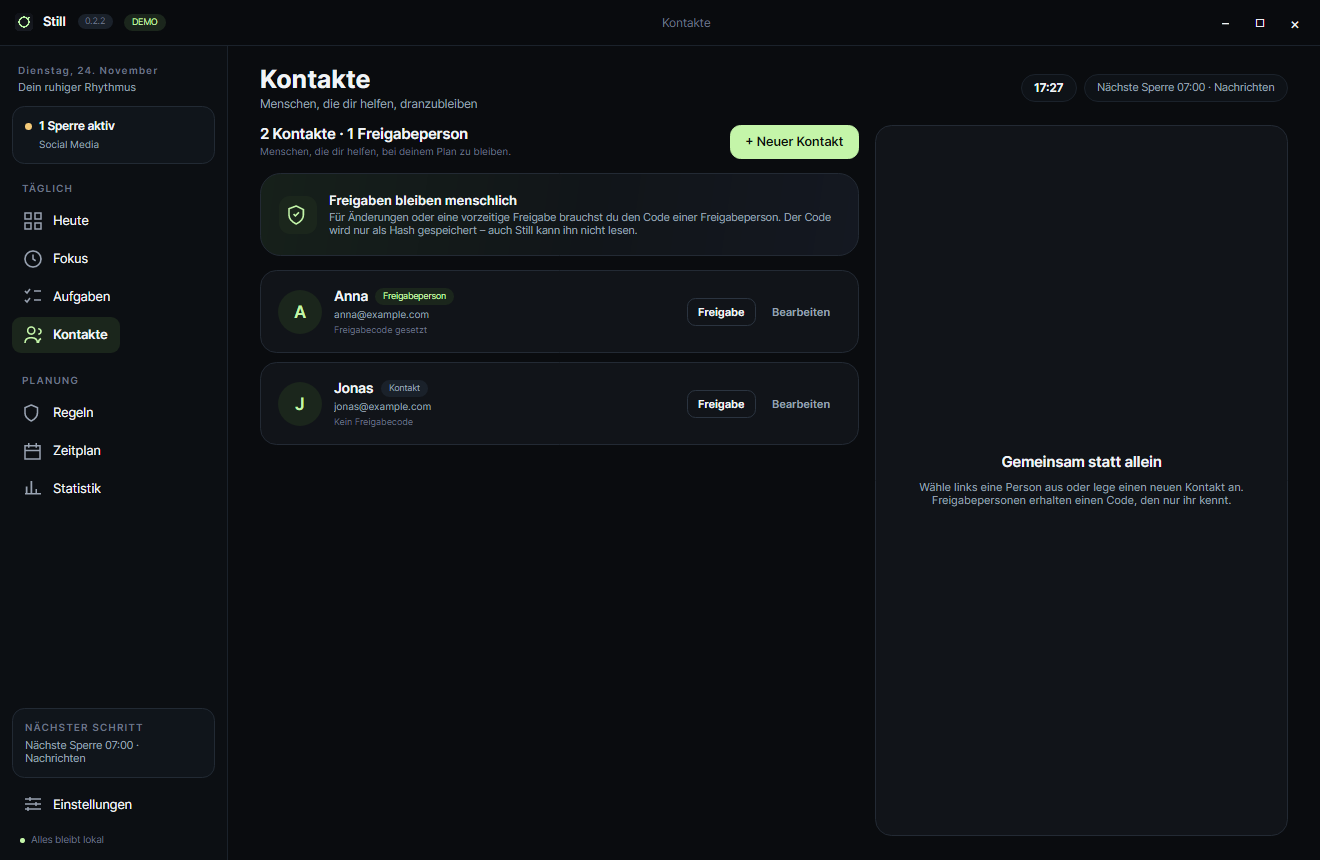 Still 0.2.2 DEMO
Kontakte
Dienstag, 24. November
Dein ruhiger Rhythmus
1 Sperre aktiv
Social Media
TÄGLICH
Heute
Fokus
Aufgaben
Kontakte
PLANUNG
Regeln
Zeitplan
Statistik
NÄCHSTER SCHRITT
Nächste Sperre 07:00 ·
Nachrichten
Einstellungen
Alles bleibt lokal
Kontakte
Menschen, die dir helfen, dranzubleiben
17:27
Nächste Sperre 07:00 · Nachrichten
2 Kontakte · 1 Freigabeperson
Menschen, die dir helfen, bei deinem Plan zu bleiben.
+ Neuer Kontakt
Freigaben bleiben menschlich
Für Änderungen oder eine vorzeitige Freigabe brauchst du den Code einer Freigabeperson. Der Code
wird nur als Hash gespeichert – auch Still kann ihn nicht lesen.
A
Anna Freigabeperson
anna@example.com
Freigabecode gesetzt
Freigabe Bearbeiten
J
Jonas Kontakt
jonas@example.com
Kein Freigabecode
Freigabe Bearbeiten
Gemeinsam statt allein
Wähle links eine Person aus oder lege einen neuen Kontakt an.
Freigabepersonen erhalten einen Code, den nur ihr kennt.